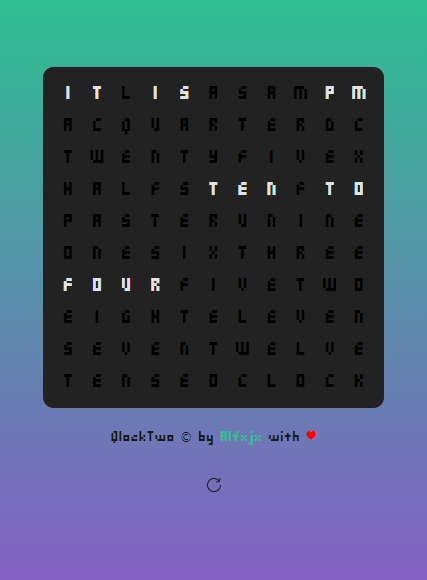 I T L I S A S A M P M
A C Q U A R T E R D C
T W E N T Y F I V E X
H A L F S T E N F T O
P A S T E R U N I N E
O N E S I X T H R E E
F O U R F I V E T W O
E I G H T E L E V E N
S E V E N T W E L V E
T E N S E O C L O C K
QlockTwo © by Alfxjx with ❤